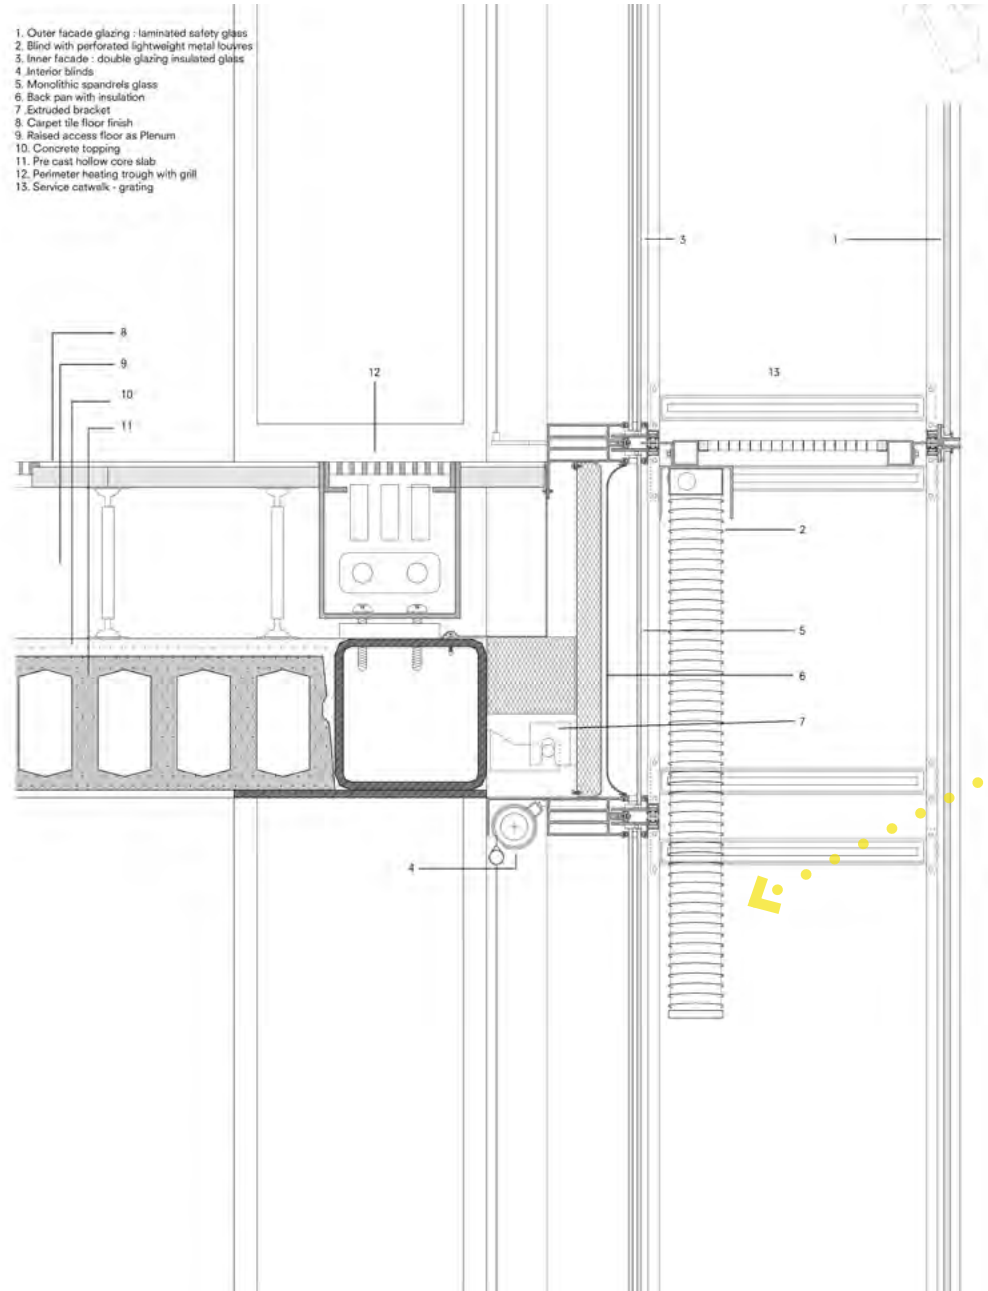 1. Outer facade glazing : laminated safety glass
2. Blind with perforated lightweight metal louvres
3. Inner facade : double glazing insulated glass
4 .Interior blinds
5. Monolithic spandrels glass
6. Back pan with insulation
7 .Extruded bracket
8. Carpet tile floor finish
9. Raised access floor as Plenum
10. Concrete topping
11. Pre cast hollow core slab
12. Perimeter heating trough with grill
13. Service catwalk - grating
3
1
8
9
12
13
10
11
2
5
6
7
4